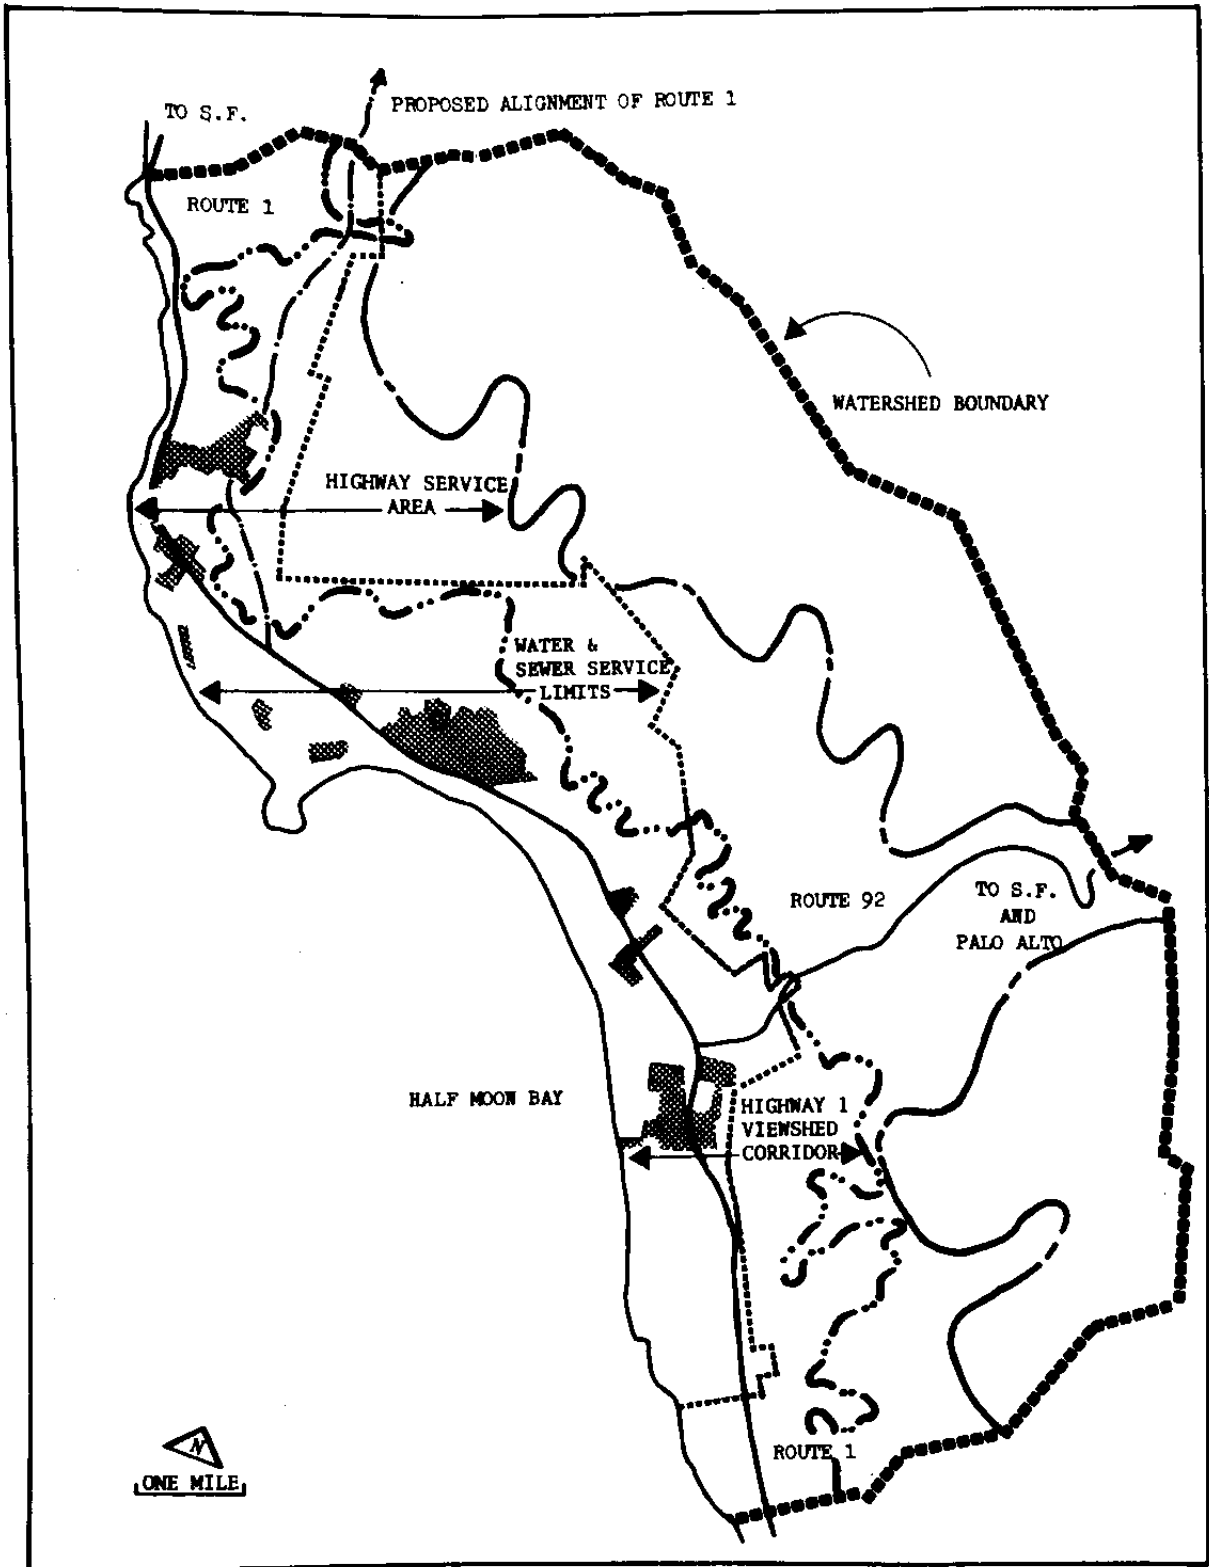 TO S.F.
PROPOSED ALIGNMENT OF ROUTE 1
ROUTE 1
WATERSHED BOUNDARY
HIGHWAY SERVICE
AREA
WATER &
SEWER SERVICE
LIMITS
ROUTE 92
TO S.F.
AND
PALO ALTO
HALF MOON BAY
HIGHWAY 1
VIEWSHED
CORRIDOR
ROUTE 1
N
ONE MILE